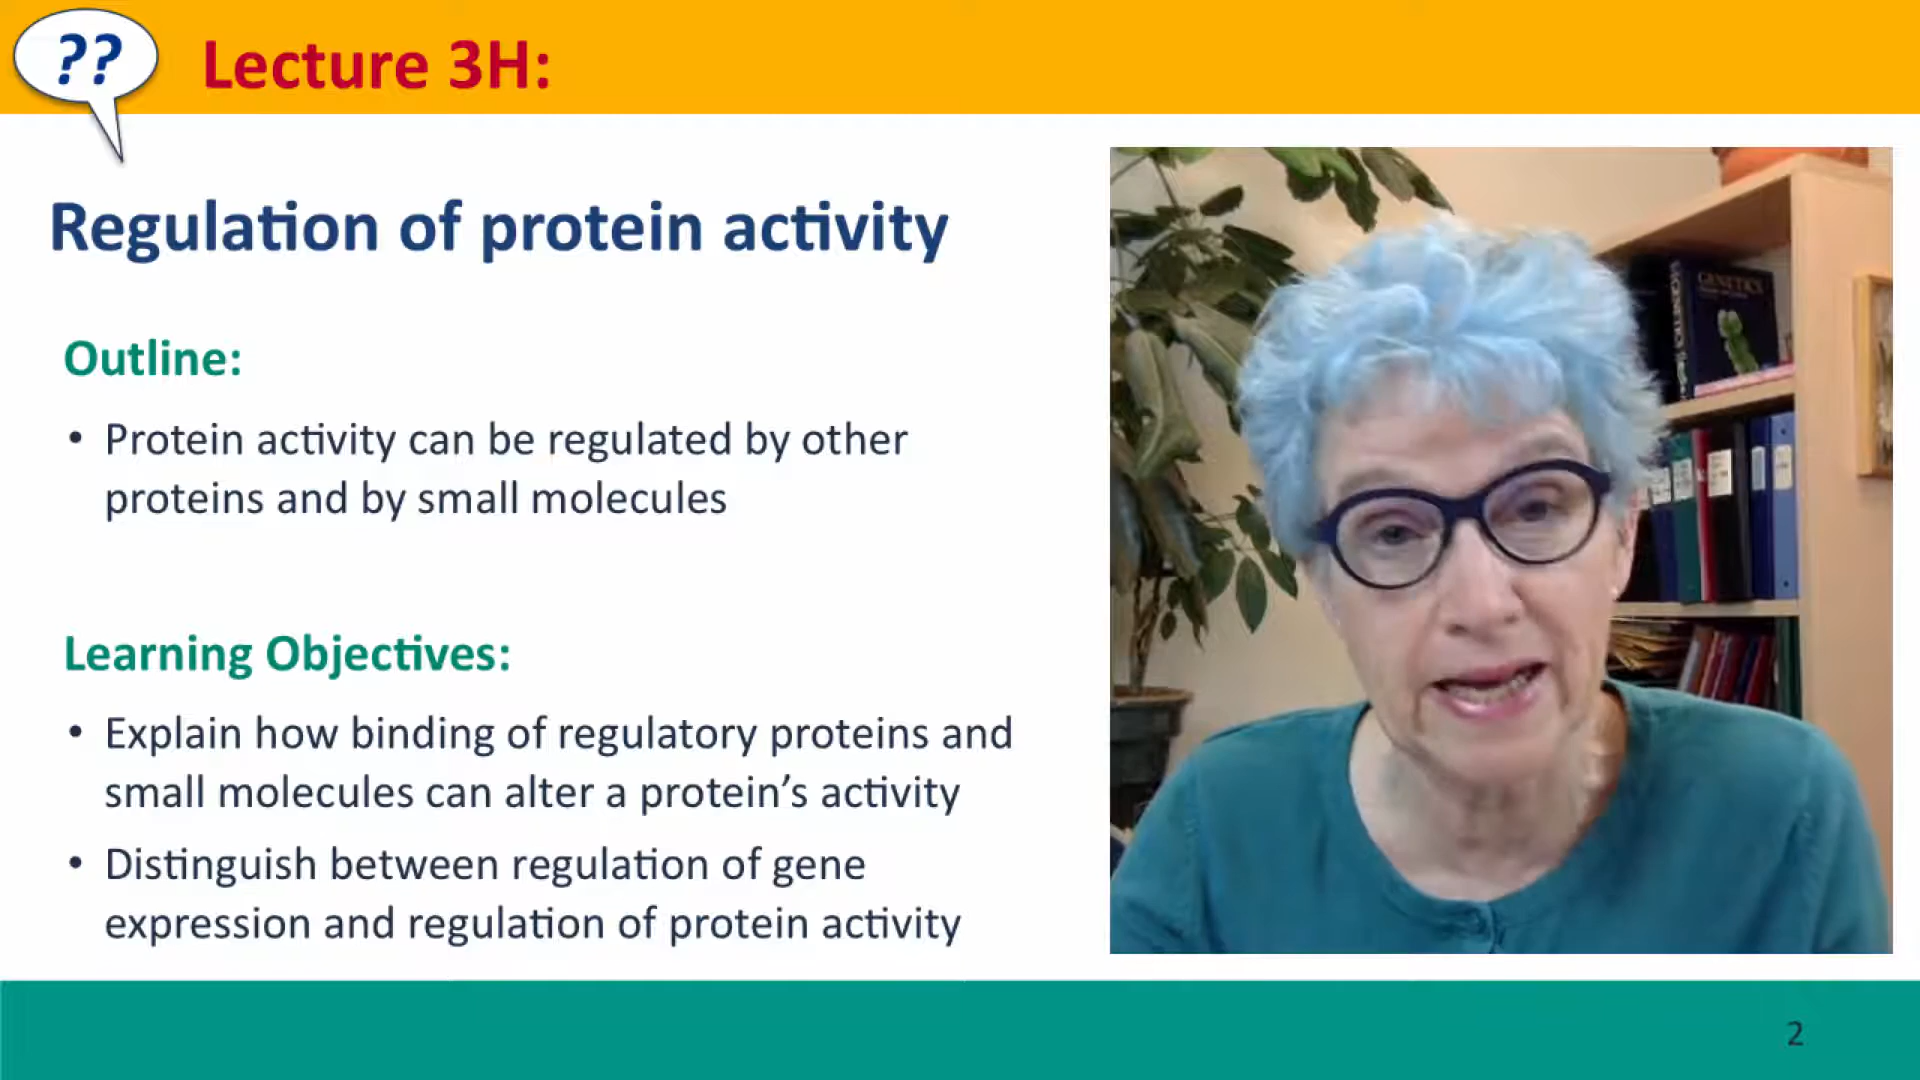 ??
Lecture 3H:
Regulation of protein activity
Outline:
• Protein activity can be regulated by other
proteins and by small molecules
Learning Objectives:
• Explain how binding of regulatory proteins and
small molecules can alter a protein’s activity
• Distinguish between regulation of gene
expression and regulation of protein activity
GENETICS
2